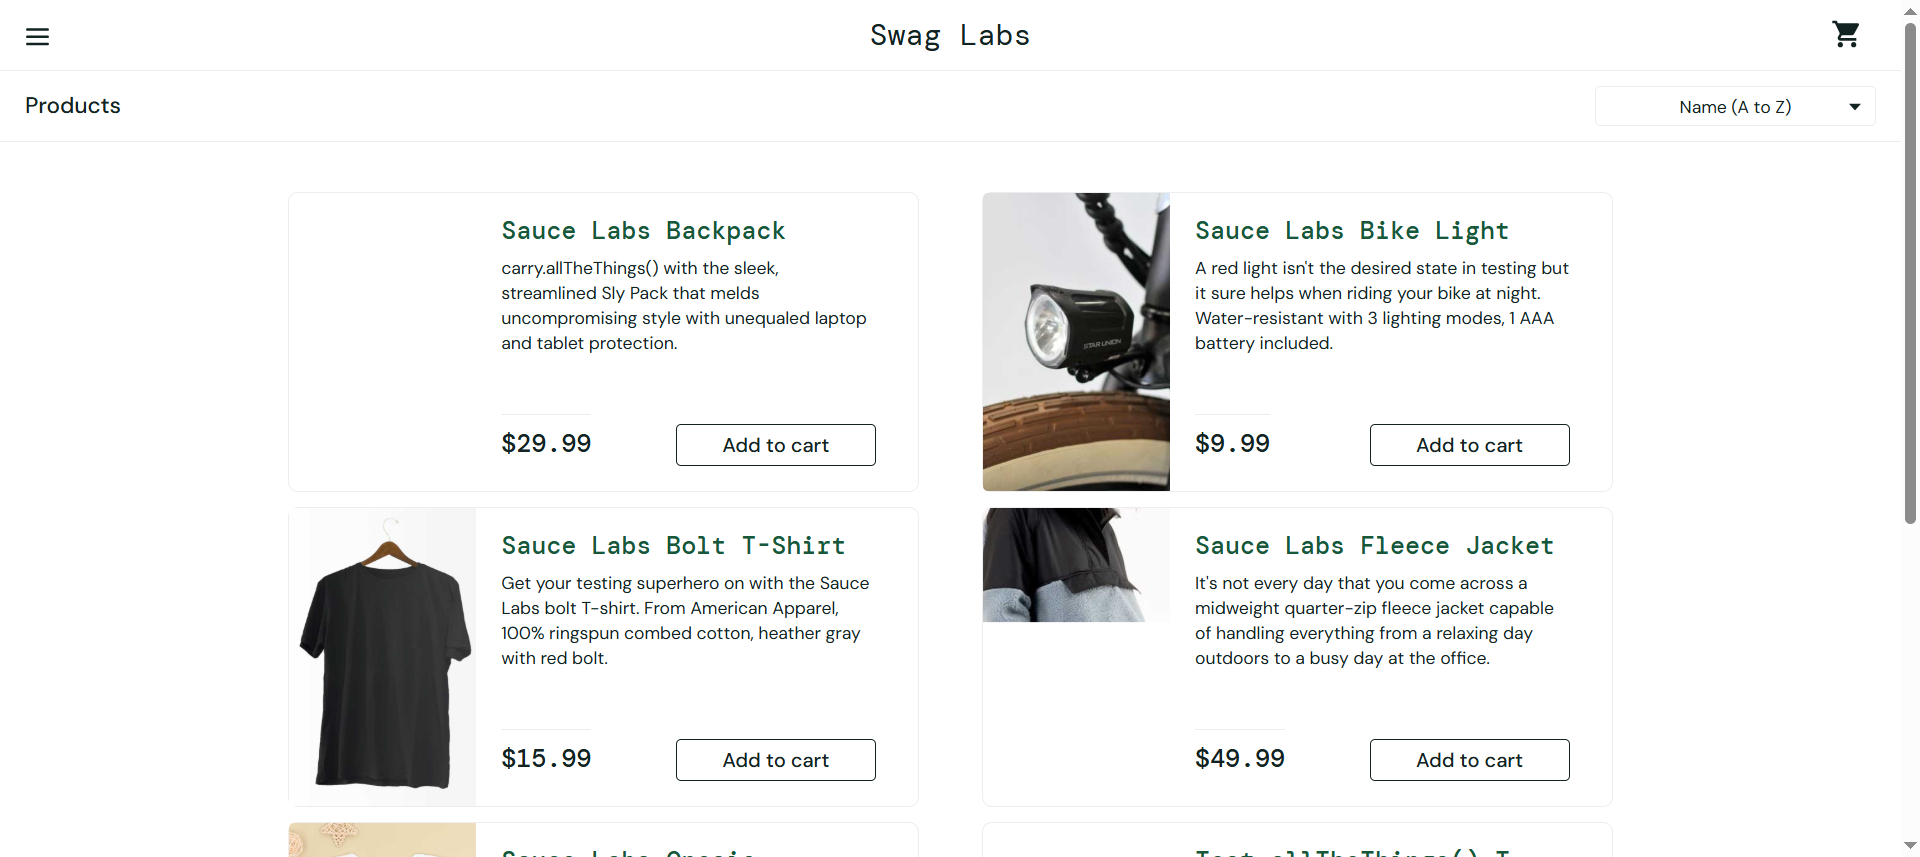 Swag Labs
Products
Name (A to Z)
Sauce Labs Backpack
carry.allTheThings() with the sleek,
streamlined Sly Pack that melds
uncompromising style with unequaled laptop
and tablet protection.
$29.99
Add to cart
STAR UNION
Sauce Labs Bike Light
A red light isn't the desired state in testing but
it sure helps when riding your bike at night.
Water-resistant with 3 lighting modes, 1 AAA
battery included.
$9.99
Add to cart
Sauce Labs Bolt T-Shirt
Get your testing superhero on with the Sauce
Labs bolt T-shirt. From American Apparel,
100% ringspun combed cotton, heather gray
with red bolt.
$15.99
Add to cart
Sauce Labs Fleece Jacket
It's not every day that you come across a
midweight quarter-zip fleece jacket capable
of handling everything from a relaxing day
outdoors to a busy day at the office.
$49.99
Add to cart
Sauce Labs Onesie
Test.allTheThings() T-